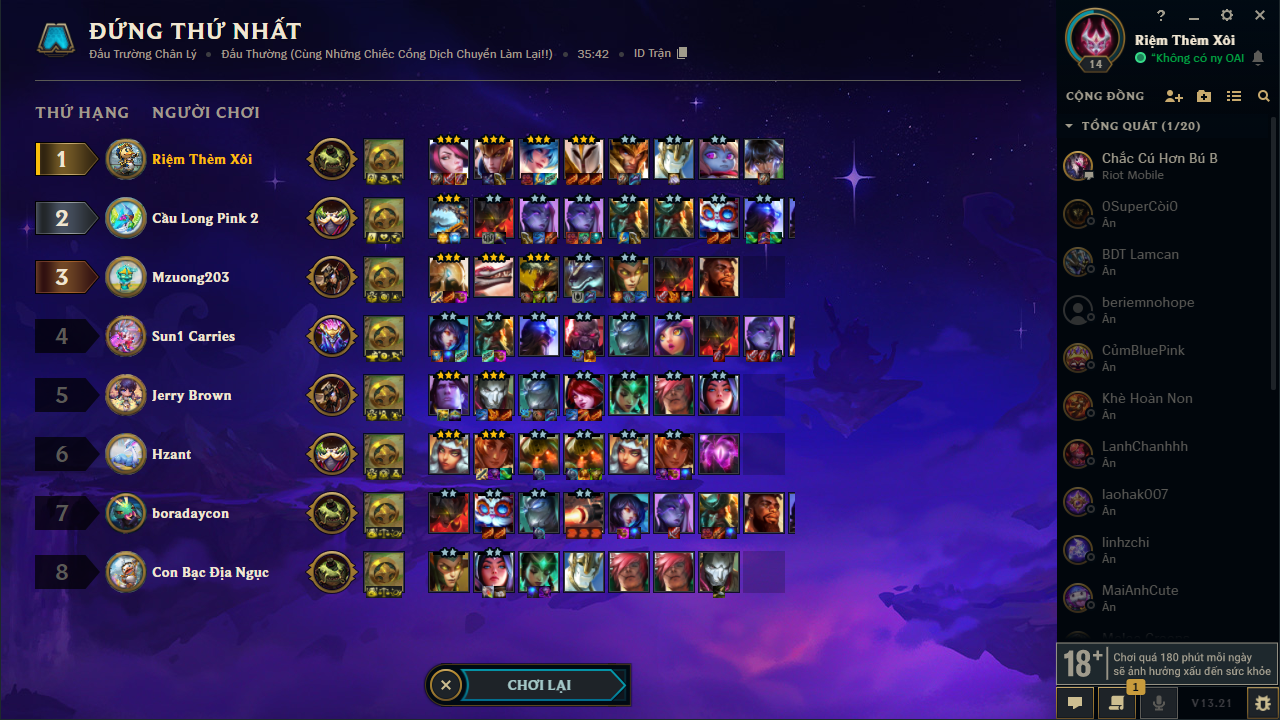 ĐỨNG THỨ NHẤT
Đấu Trường Chân Lý • Đấu Thường (Cùng Những Chiếc Cổng Dịch Chuyển Làm Lại!!) • 35:42 • ID Trận
THỨ HẠNG NGƯỜI CHƠI
1 Riệm Thèm Xôi
2 Cầu Long Pink 2
3 Mzuong203
4 Sun1 Carries
5 Jerry Brown
6 Hzant
7 boradaycon
8 Con Bạc Địa Ngục
CHƠI LẠI
?
Riệm Thèm Xôi
14
"Không có ny OAI
CỘNG ĐỒNG
TỔNG QUÁT (1/20)
Chắc Cú Hơn Bú B
Riot Mobile
0SuperCòi0
Ẩn
BDT Lamcan
Ẩn
beriemnohope
Ẩn
CủmBluePink
Ẩn
Khè Hoàn Non
Ẩn
LanhChanhhh
Ẩn
laohak007
Ẩn
linhzchi
Ẩn
MaiAnhCute
Ẩn
18+
Chơi quá 180 phút mỗi ngày
sẽ ảnh hưởng xấu đến sức khỏe
1
V13.21